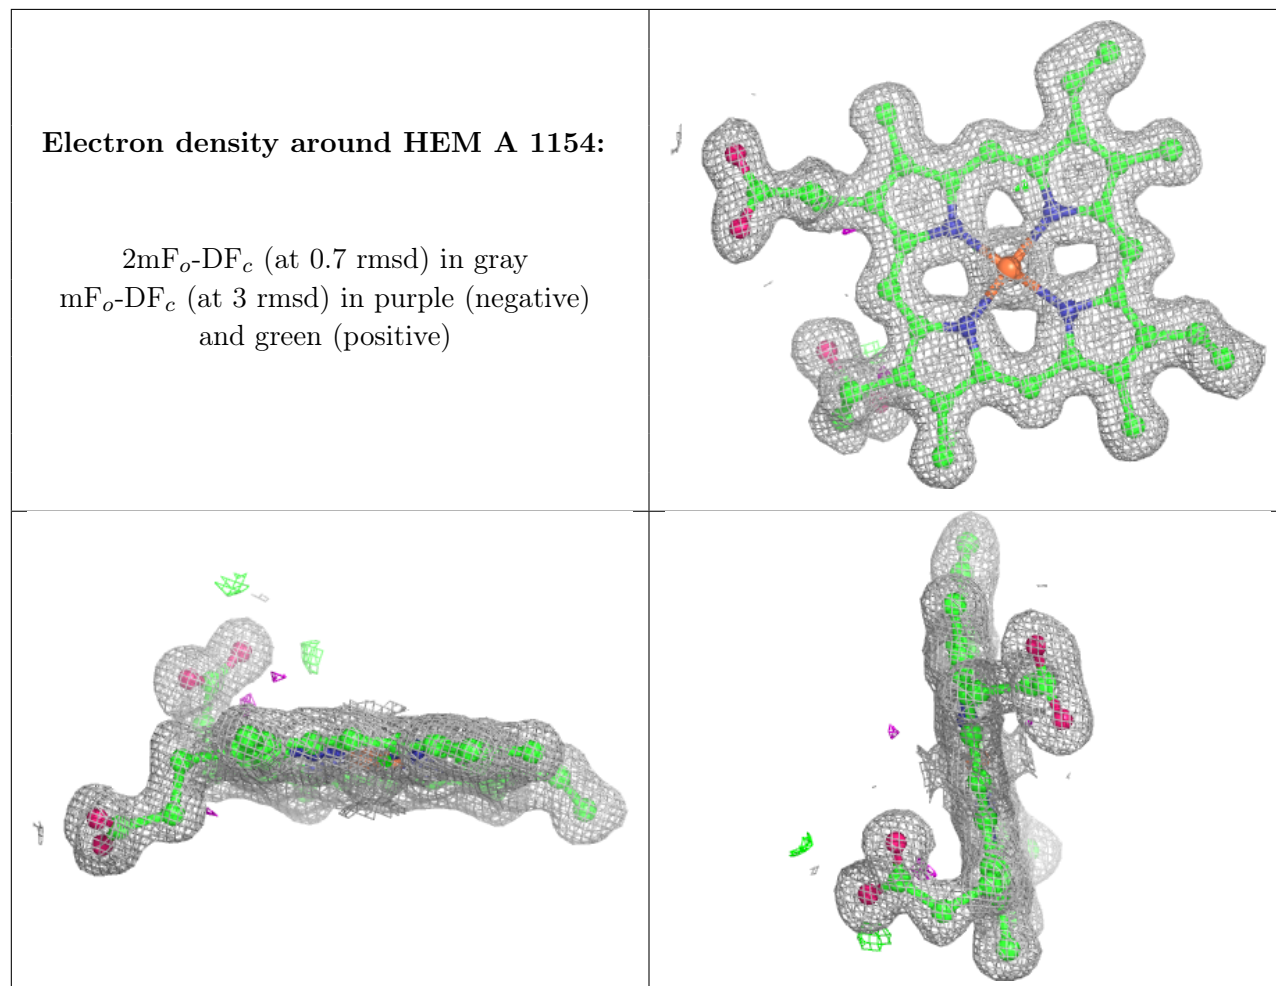 Electron density around HEM A 1154:
2mFo-DFc (at 0.7 rmsd) in gray
mFo-DFc (at 3 rmsd) in purple (negative)
and green (positive)